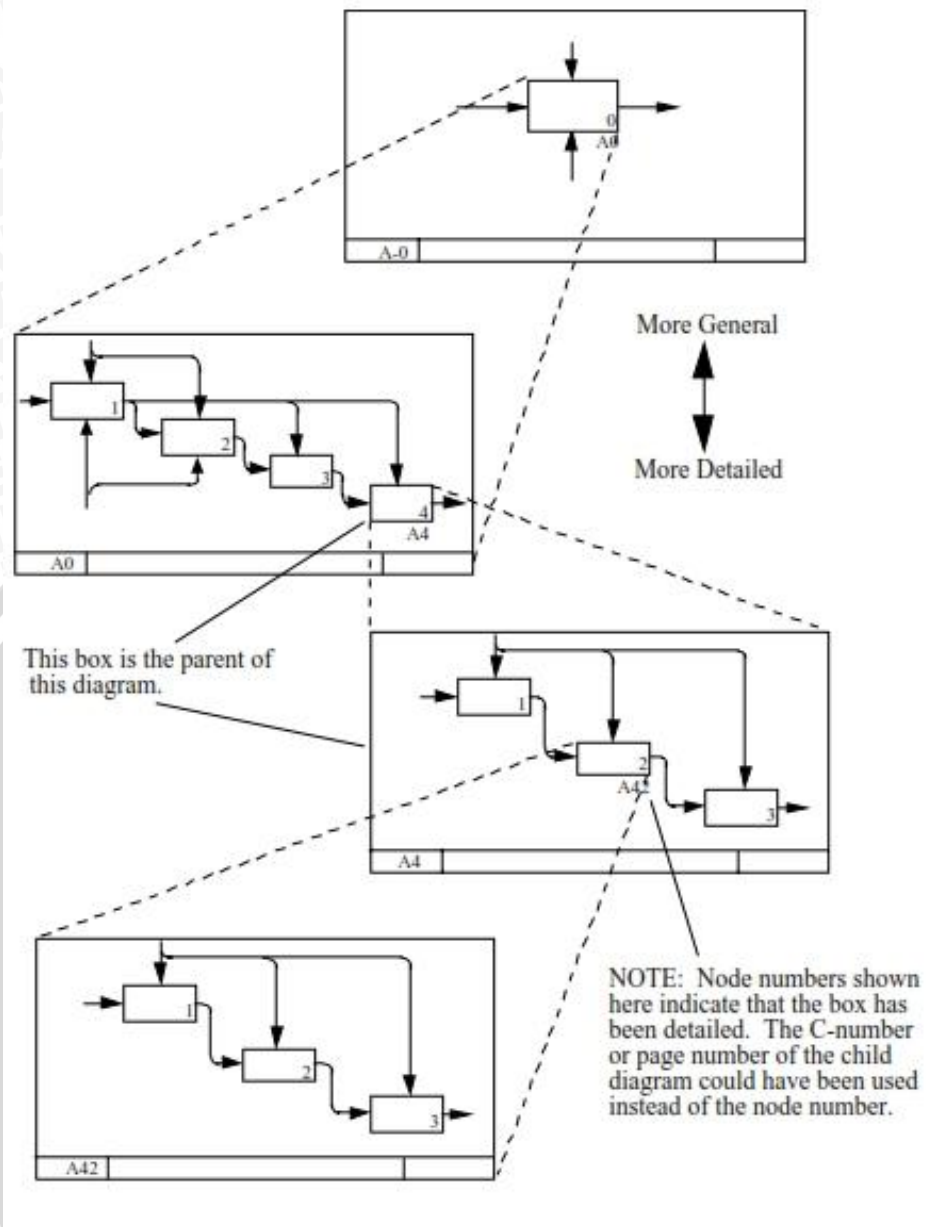 0
A0
A-0
More General
More Detailed
1
2
3
4
A4
A0
This box is the parent of
this diagram.
1
2
A42
3
A4
NOTE: Node numbers shown
here indicate that the box has
been detailed. The C-number
or page number of the child
diagram could have been used
instead of the node number.
1
2
3
A42